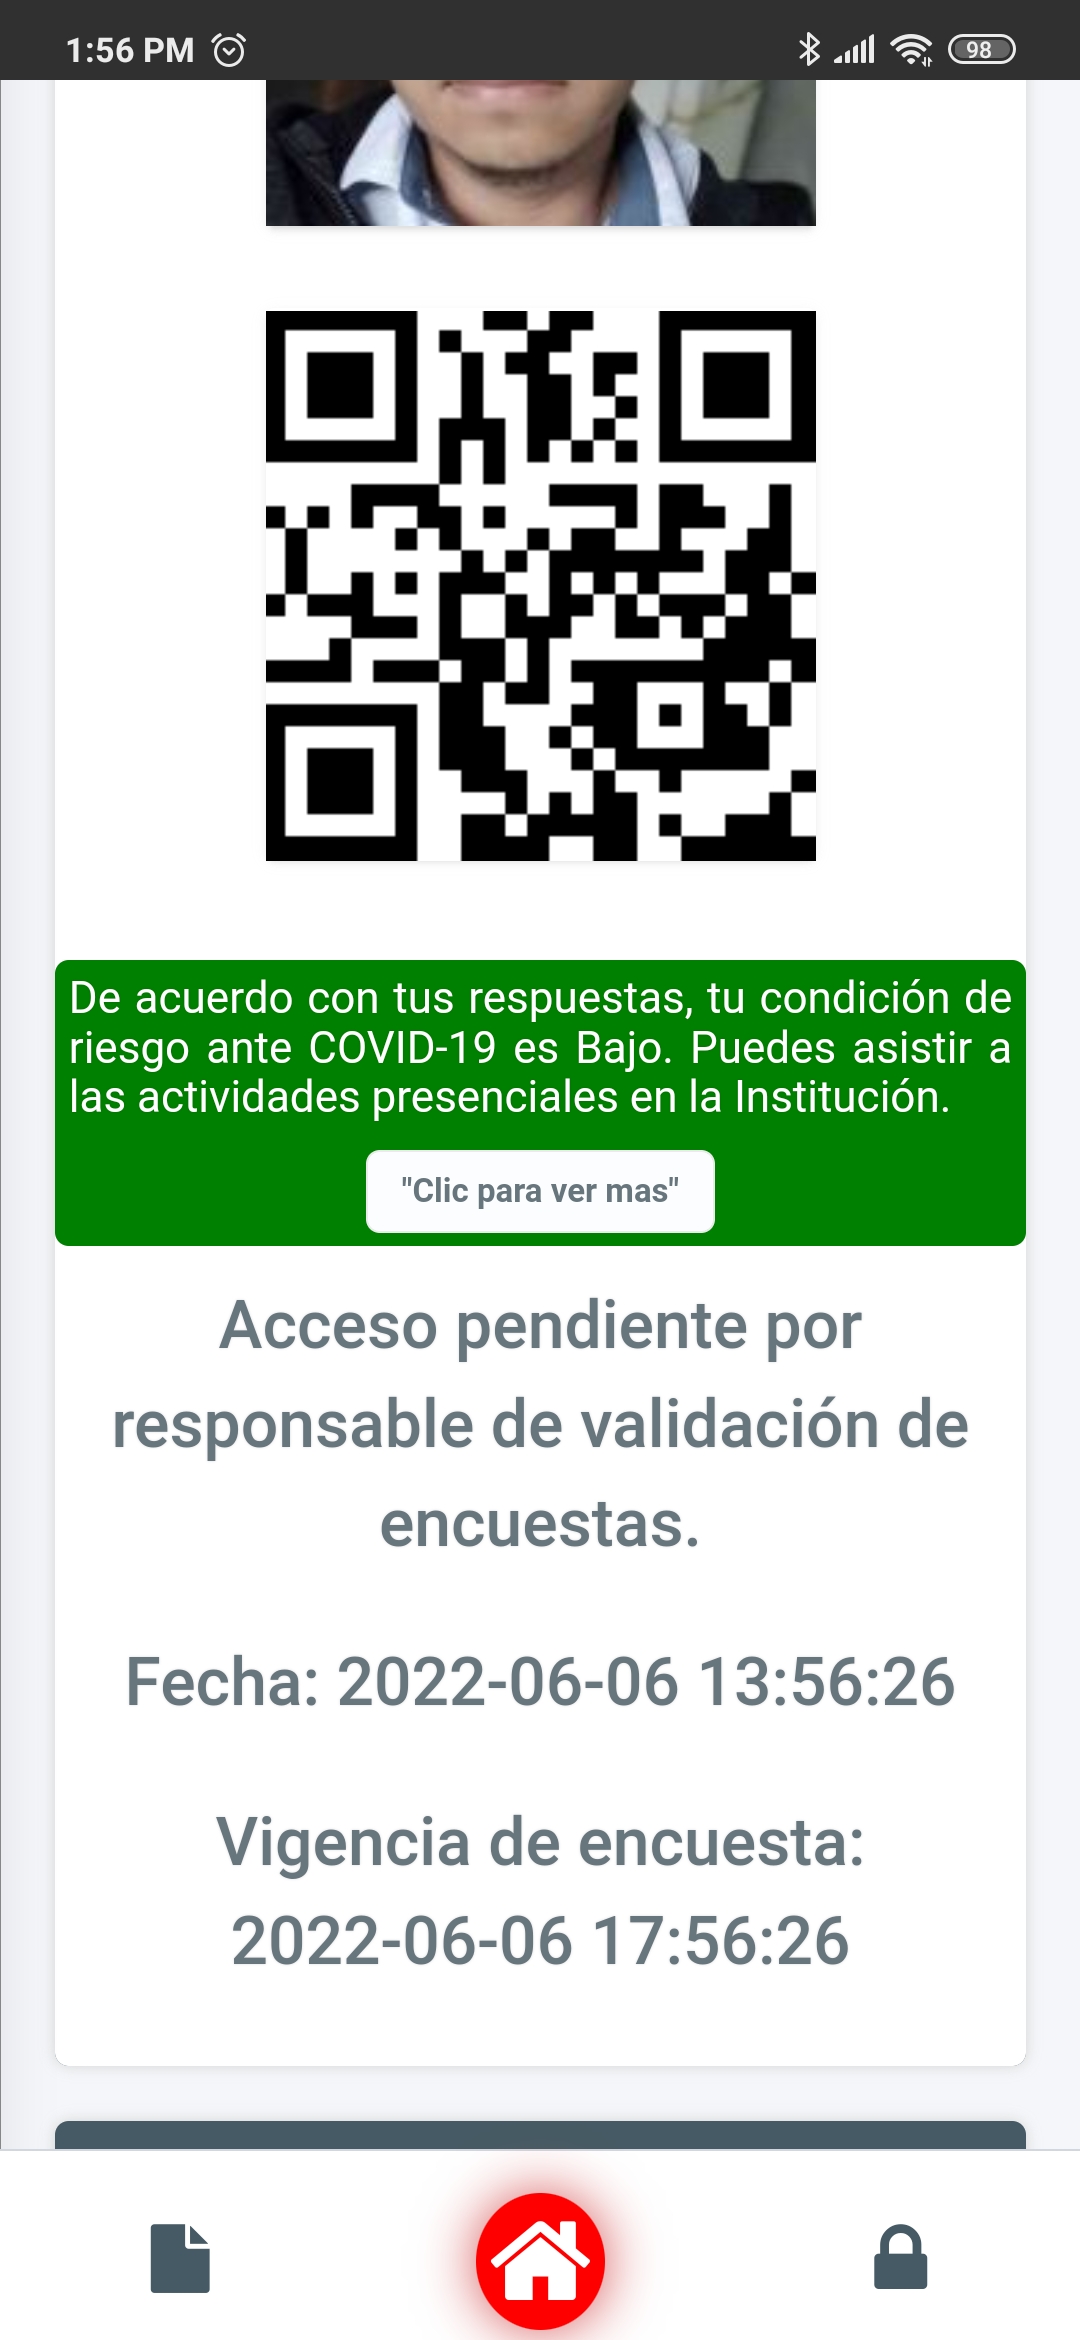 1:56 PM
98
De acuerdo con tus respuestas, tu condición de
riesgo ante COVID-19 es Bajo. Puedes asistir a
las actividades presenciales en la Institución.
"Clic para ver mas"
Acceso pendiente por
responsable de validación de
encuestas.
Fecha: 2022-06-06 13:56:26
Vigencia de encuesta:
2022-06-06 17:56:26